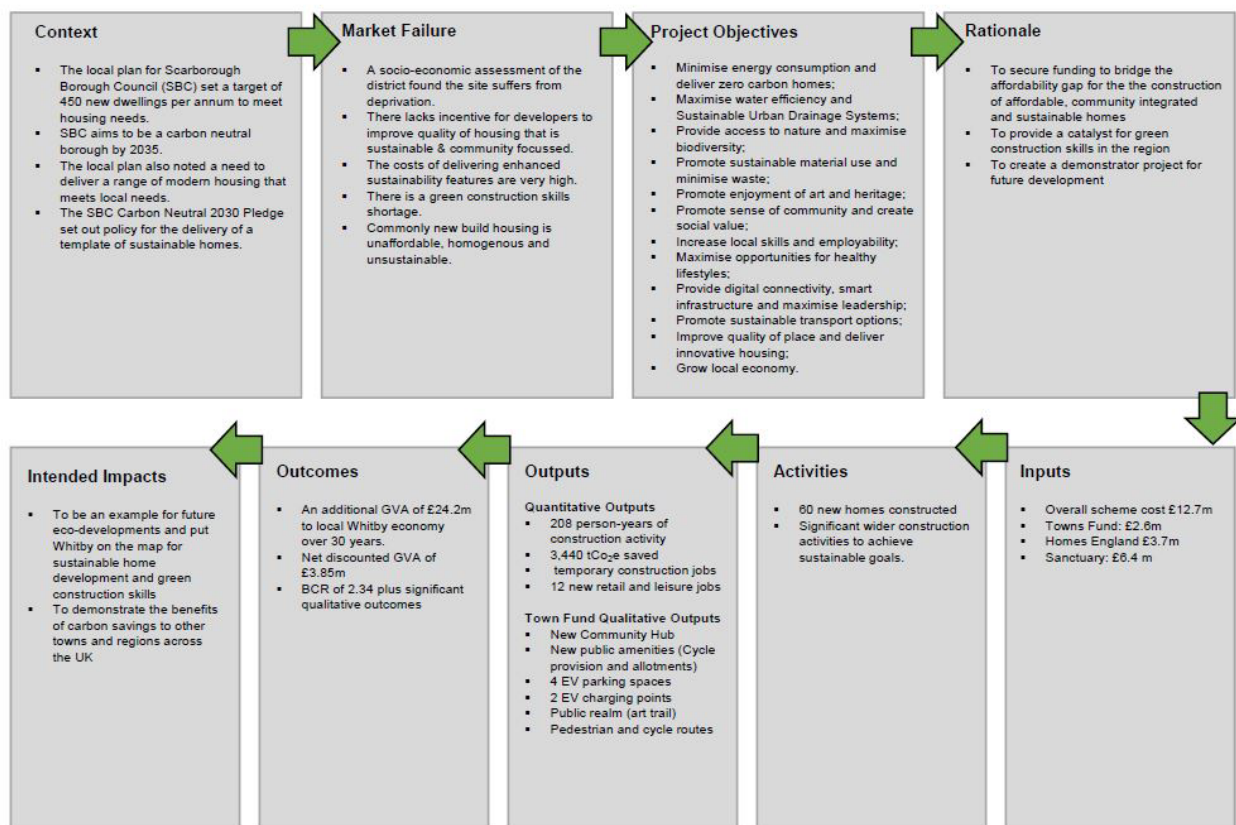 Context
▪ The local plan for Scarborough
Borough Council (SBC) set a target of
450 new dwellings per annum to meet
housing needs.
▪ SBC aims to be a carbon neutral
borough by 2035.
▪ The local plan also noted a need to
deliver a range of modern housing that
meets local needs.
▪ The SBC Carbon Neutral 2030 Pledge
set out policy for the delivery of a
template of sustainable homes.
Market Failure
▪ A socio-economic assessment of the
district found the site suffers from
deprivation.
▪ There lacks incentive for developers to
improve quality of housing that is
sustainable & community focussed.
▪ The costs of delivering enhanced
sustainability features are very high.
▪ There is a green construction skills
shortage.
▪ Commonly new build housing is
unaffordable, homogenous and
unsustainable.
Project Objectives
▪ Minimise energy consumption and
deliver zero carbon homes;
▪ Maximise water efficiency and
Sustainable Urban Drainage Systems;
▪ Provide access to nature and maximise
biodiversity;
▪ Promote sustainable material use and
minimise waste;
▪ Promote enjoyment of art and heritage;
▪ Promote sense of community and create
social value;
▪ Increase local skills and employability;
▪ Maximise opportunities for healthy
lifestyles;
▪ Provide digital connectivity, smart
infrastructure and maximise leadership;
▪ Promote sustainable transport options;
▪ Improve quality of place and deliver
innovative housing;
▪ Grow local economy.
Rationale
▪ To secure funding to bridge the
affordability gap for the the construction
of affordable, community integrated
and sustainable homes
▪ To provide a catalyst for green
construction skills in the region
▪ To create a demonstrator project for
future development
Inputs
▪ Overall scheme cost £12.7m
▪ Towns Fund: £2.6m
▪ Homes England £3.7m
▪ Sanctuary: £6.4 m
Activities
▪ 60 new homes constructed
▪ Significant wider construction
activities to achieve
sustainable goals.
Outputs
Quantitative Outputs
▪ 208 person-years of
construction activity
▪ 3,440 tCo₂e saved
▪ temporary construction jobs
▪ 12 new retail and leisure jobs
Town Fund Qualitative Outputs
▪ New Community Hub
▪ New public amenities (Cycle
provision and allotments)
▪ 4 EV parking spaces
▪ 2 EV charging points
▪ Public realm (art trail)
▪ Pedestrian and cycle routes
Outcomes
▪ An additional GVA of £24.2m
to local Whitby economy
over 30 years.
▪ Net discounted GVA of
£3.85m
▪ BCR of 2.34 plus significant
qualitative outcomes
Intended Impacts
▪ To be an example for future
eco-developments and put
Whitby on the map for
sustainable home
development and green
construction skills
▪ To demonstrate the benefits
of carbon savings to other
towns and regions across
the UK